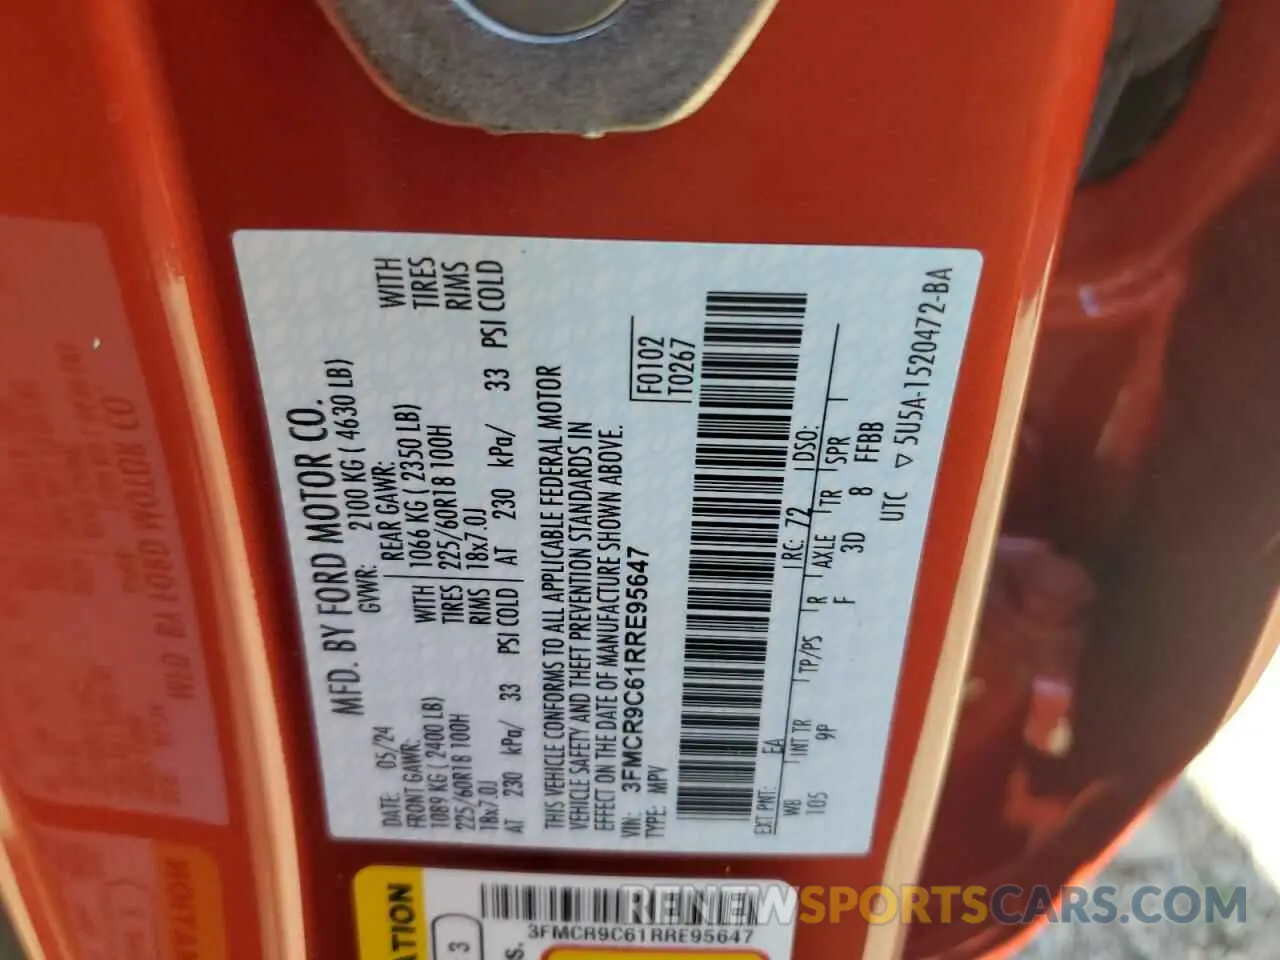 MFD. BY FORD MOTOR CO.
DATE: 05/24 GVWR: 2100 KG ( 4630 LB)
FRONT GAWR: REAR GAWR:
1089 KG ( 2400 LB) WITH 1066 KG ( 2350 LB) WITH
225/60R18 100H TIRES 225/60R18 100H TIRES
18x7.0J RIMS 18x7.0J RIMS
AT 230 kPa/ 33 PSI COLD AT 230 kPa/ 33 PSI COLD
THIS VEHICLE CONFORMS TO ALL APPLICABLE FEDERAL MOTOR
VEHICLE SAFETY AND THEFT PREVENTION STANDARDS IN
EFFECT ON THE DATE OF MANUFACTURE SHOWN ABOVE.
VIN: 3FMCR9C61RRE95647 F0102
TYPE: MPV T0267
EXT PNT: EA RC: 72 DSO:
WB INT TR TP/PS R AXLE TR SPR
105 9P F 3D 8 FFBB
UTC ▽ 5U5A-1520472-BA
ATION
3
S.
3FMCR9C61RRE95647
RENEWSPORTSCARS.COM